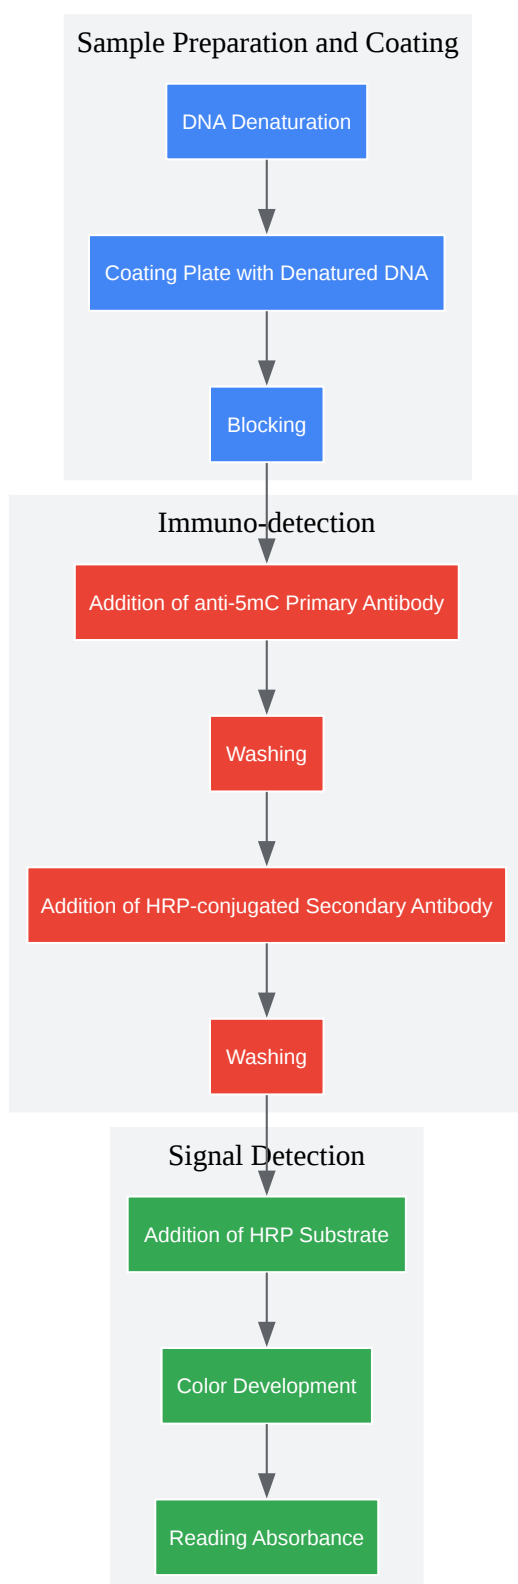 Sample Preparation and Coating
DNA Denaturation
Coating Plate with Denatured DNA
Blocking
Immuno-detection
Addition of anti-5mC Primary Antibody
Washing
Addition of HRP-conjugated Secondary Antibody
Washing
Signal Detection
Addition of HRP Substrate
Color Development
Reading Absorbance